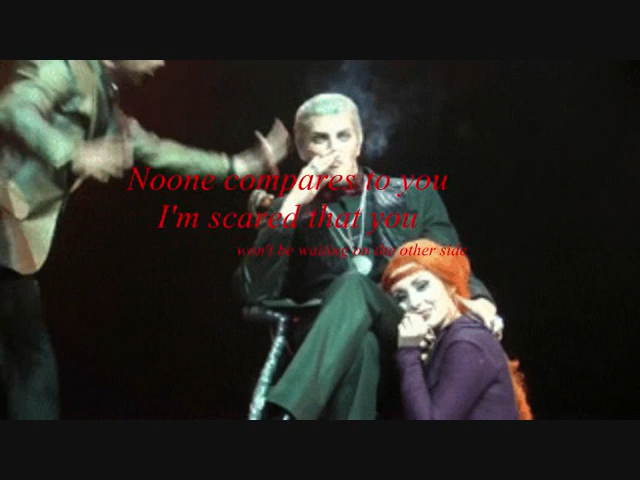 Noone compares to you
I'm scared that you
won't be waiting on the other side